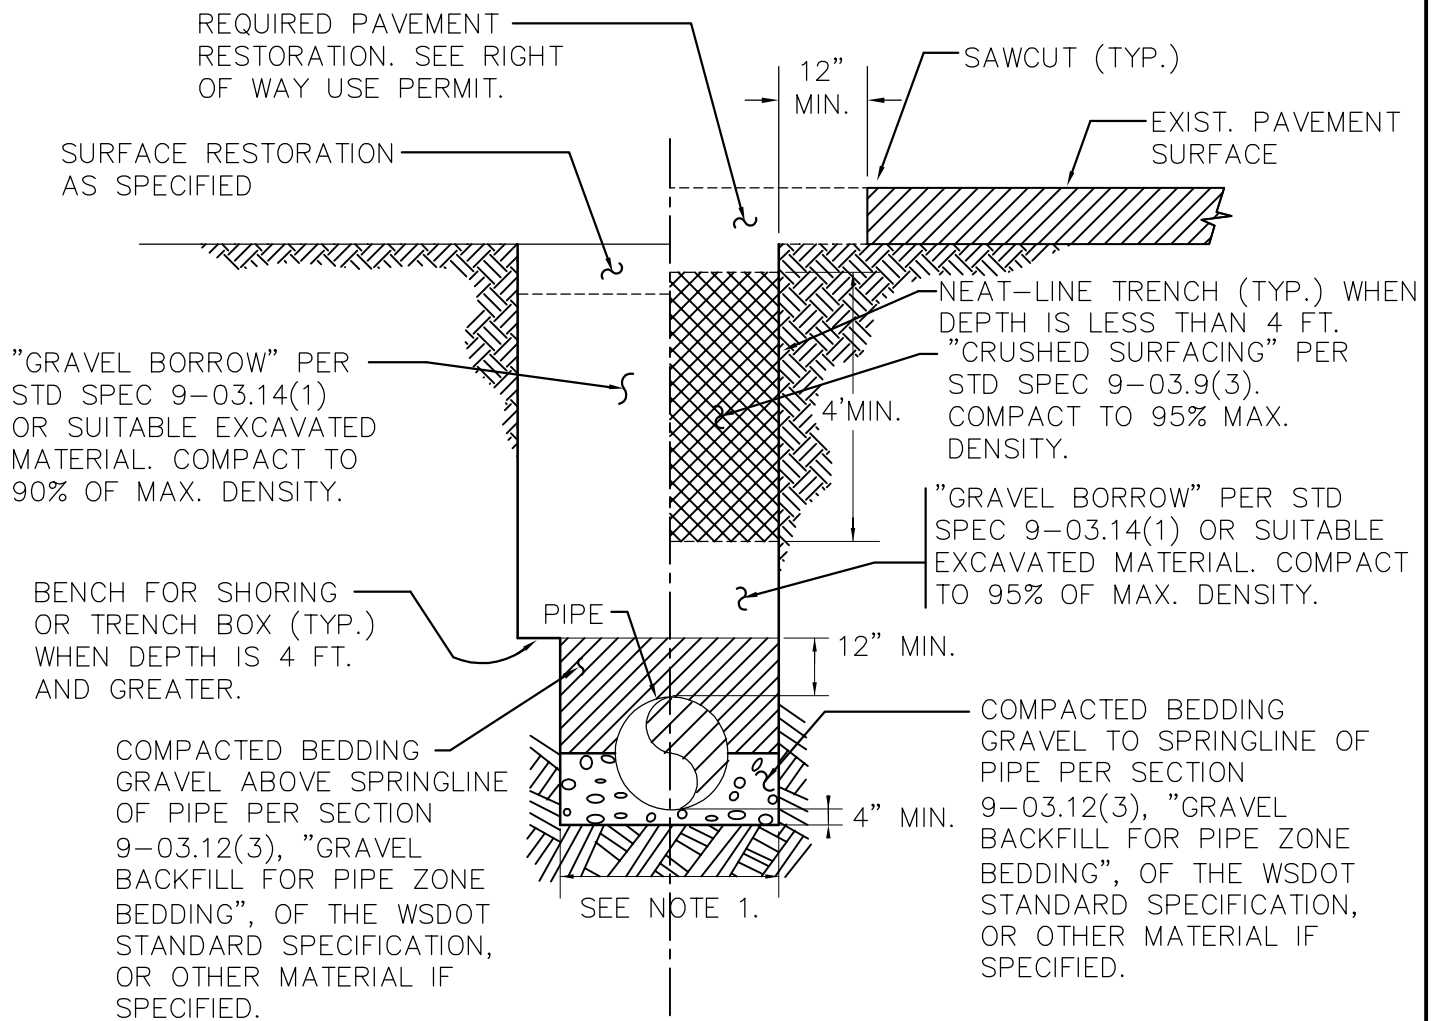 REQUIRED PAVEMENT
RESTORATION. SEE RIGHT
OF WAY USE PERMIT.
12"
MIN.
SAWCUT (TYP.)
EXIST. PAVEMENT
SURFACE
SURFACE RESTORATION
AS SPECIFIED
NEAT-LINE TRENCH (TYP.) WHEN
DEPTH IS LESS THAN 4 FT.
"CRUSHED SURFACING" PER
STD SPEC 9-03.9(3).
COMPACT TO 95% MAX.
DENSITY.
4'MIN.
"GRAVEL BORROW" PER
STD SPEC 9-03.14(1)
OR SUITABLE EXCAVATED
MATERIAL. COMPACT TO
90% OF MAX. DENSITY.
"GRAVEL BORROW" PER STD
SPEC 9-03.14(1) OR SUITABLE
EXCAVATED MATERIAL. COMPACT
TO 95% OF MAX. DENSITY.
BENCH FOR SHORING
OR TRENCH BOX (TYP.)
WHEN DEPTH IS 4 FT.
AND GREATER.
PIPE
12" MIN.
COMPACTED BEDDING
GRAVEL ABOVE SPRINGLINE
OF PIPE PER SECTION
9-03.12(3), "GRAVEL
BACKFILL FOR PIPE ZONE
BEDDING", OF THE WSDOT
STANDARD SPECIFICATION,
OR OTHER MATERIAL IF
SPECIFIED.
COMPACTED BEDDING
GRAVEL TO SPRINGLINE OF
PIPE PER SECTION
9-03.12(3), "GRAVEL
BACKFILL FOR PIPE ZONE
BEDDING", OF THE WSDOT
STANDARD SPECIFICATION,
OR OTHER MATERIAL IF
SPECIFIED.
4" MIN.
SEE NOTE 1.